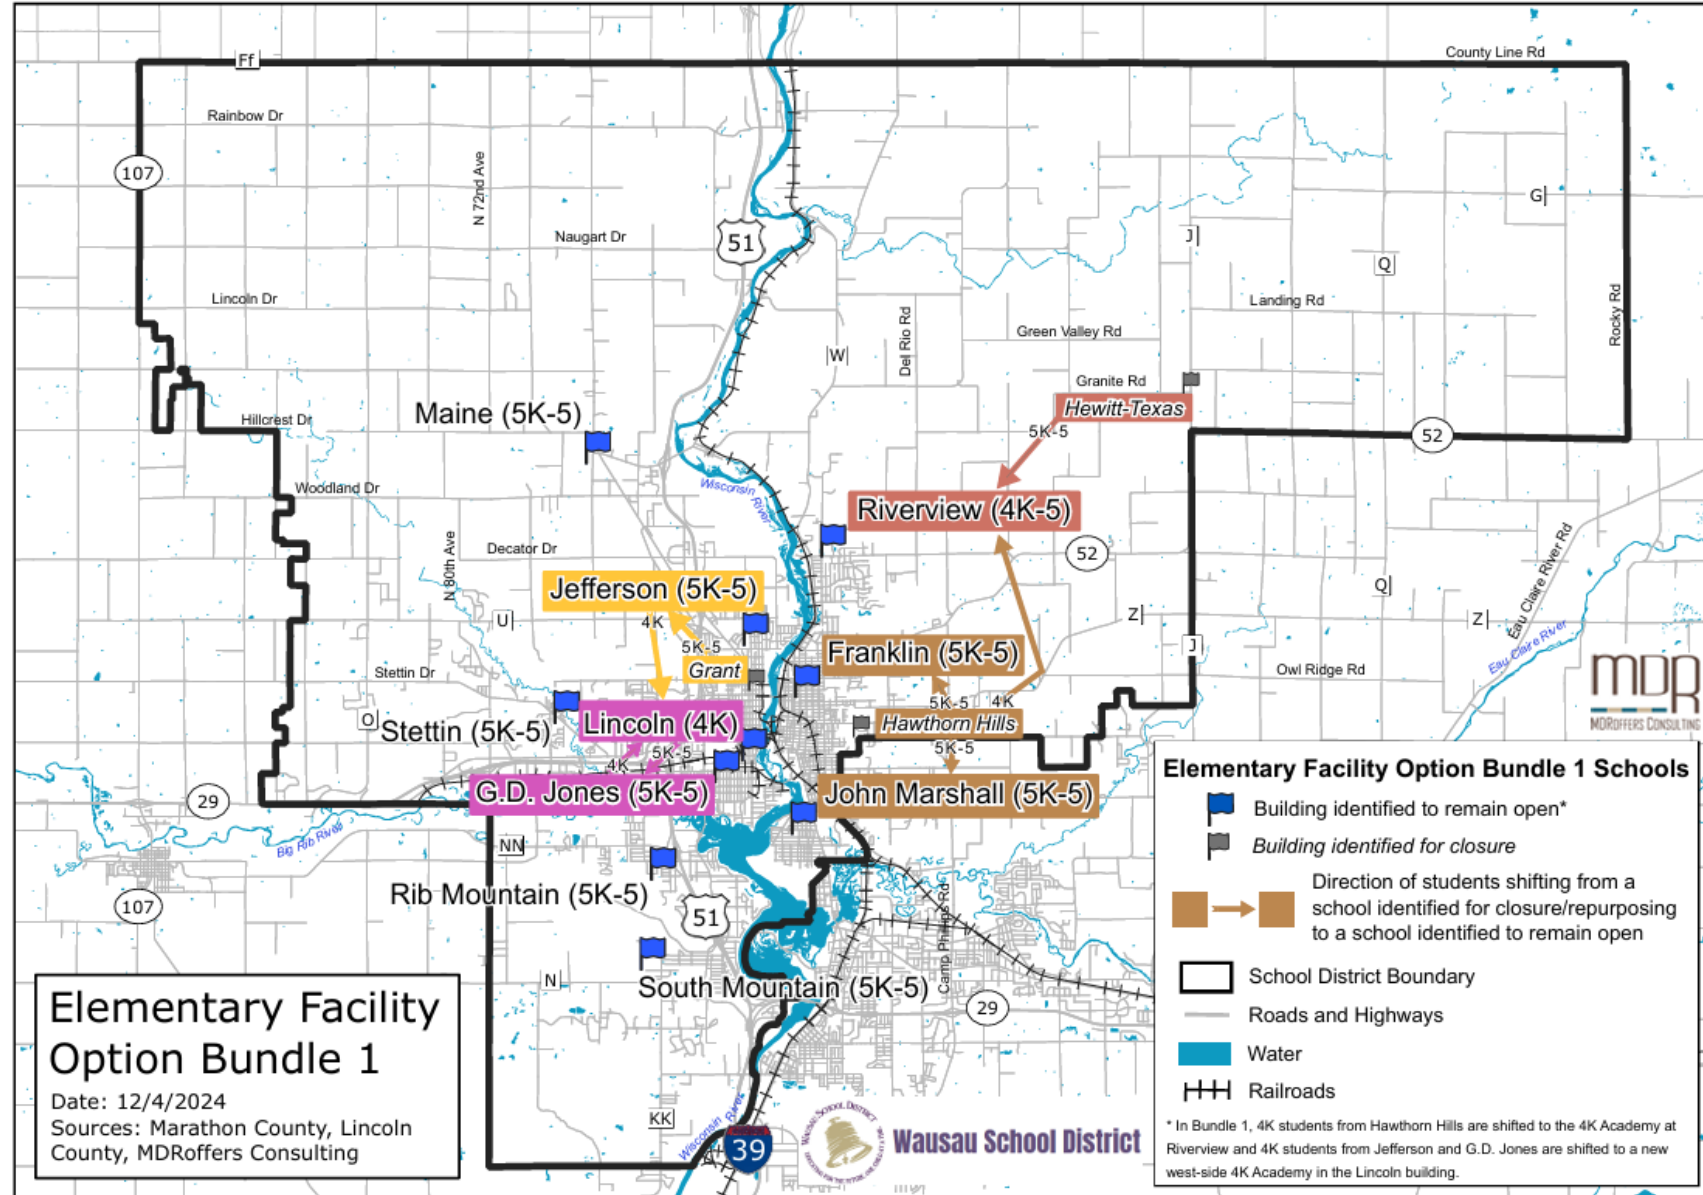 Ff
County Line Rd
Rainbow Dr
107
N 72nd Ave
G
51
Naugart Dr
J
Q
Lincoln Dr
Landing Rd
Rocky Rd
Del Rio Rd
Green Valley Rd
W
Granite Rd
Hewitt-Texas
Maine (5K-5)
Hillcrest Dr
5K-5
52
Woodland Dr
Wisconsin
River
Riverview (4K-5)
Decator Dr
N 80th Ave
52
Eau Claire River Rd
Jefferson (5K-5)
Q
U
4K
Z
Z
5K-5
Franklin (5K-5)
J
Eau Claire River
Stettin Dr
Grant
Owl Ridge Rd
MDR
MDROFFERS CONSULTING
5K-5
4K
O
Stettin (5K-5)
Lincoln (4K)
Hawthorn Hills
5K-5
4K
5K-5
G.D. Jones (5K-5)
John Marshall (5K-5)
29
Big Rib River
NN
Rib Mountain (5K-5)
107
51
Camp Phillips Rd
N
South Mountain (5K-5)
29
KK
Wisconsin River
39
WAUSAU SCHOOL DISTRICT
Wausau School District
Elementary Facility
Option Bundle 1
Date: 12/4/2024
Sources: Marathon County, Lincoln
County, MDRoffers Consulting
Elementary Facility Option Bundle 1 Schools
Building identified to remain open*
Building identified for closure
Direction of students shifting from a
school identified for closure/repurposing
to a school identified to remain open
School District Boundary
Roads and Highways
Water
Railroads
* In Bundle 1, 4K students from Hawthorn Hills are shifted to the 4K Academy at
Riverview and 4K students from Jefferson and G.D. Jones are shifted to a new
west-side 4K Academy in the Lincoln building.